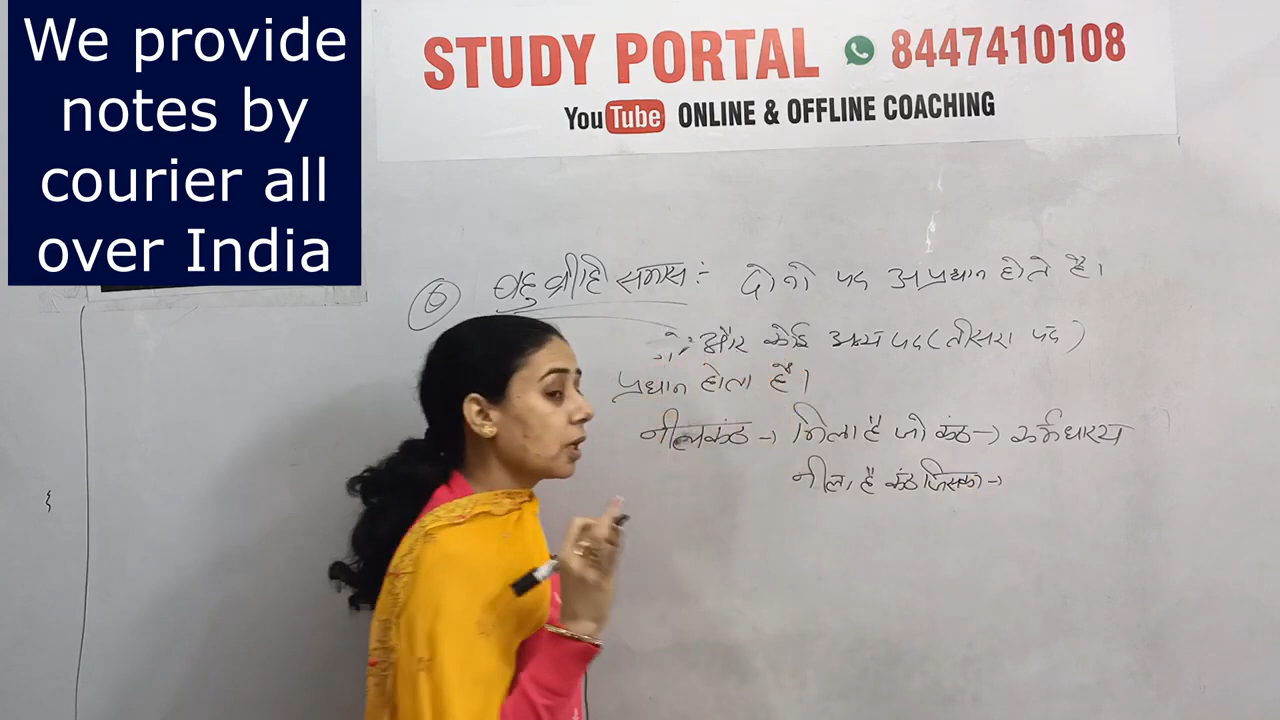 We provide
notes by
courier all
over India
STUDY PORTAL 8447410108
YouTube ONLINE & OFFLINE COACHING
⑥ बहुव्रीहि समास :- दोनो पद अप्रधान होते है।
और कोई अन्य पद (तीसरा पद)
प्रधान होता है।
नीलकंठ → निला है जो कंठ → कर्मधारय
नीला है कंठ जिसका →